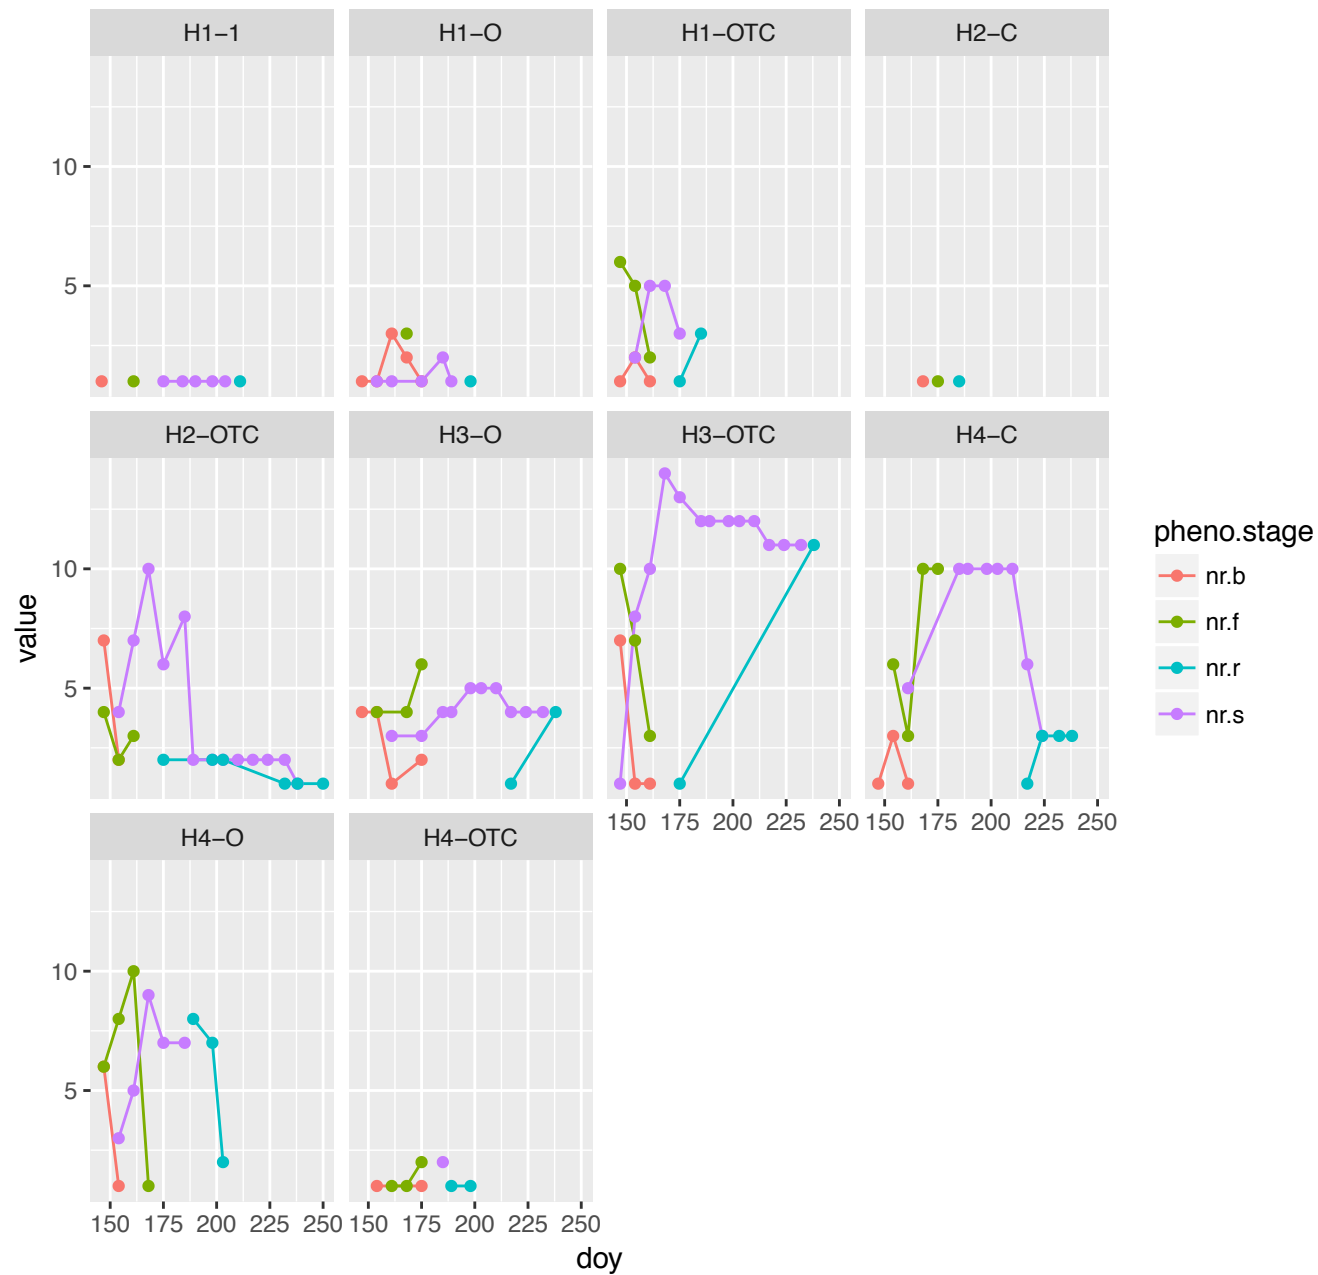 H1−1 H1−O H1−OTC H2−C
10
5
H2−OTC H3−O H3−OTC H4−C
10
5
value
pheno.stage
nr.b
nr.f
nr.r
nr.s
150 175 200 225 250 150 175 200 225 250
H4−O H4−OTC
10
5
150 175 200 225 250 150 175 200 225 250
doy